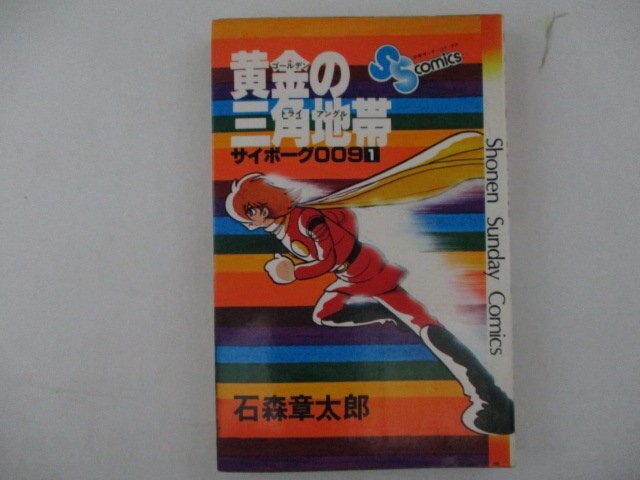 黄金の
ゴールデン
三角地帯
トライ アングル
サイボーグ009 1
SS comics
Shonen Sunday Comics
石森章太郎